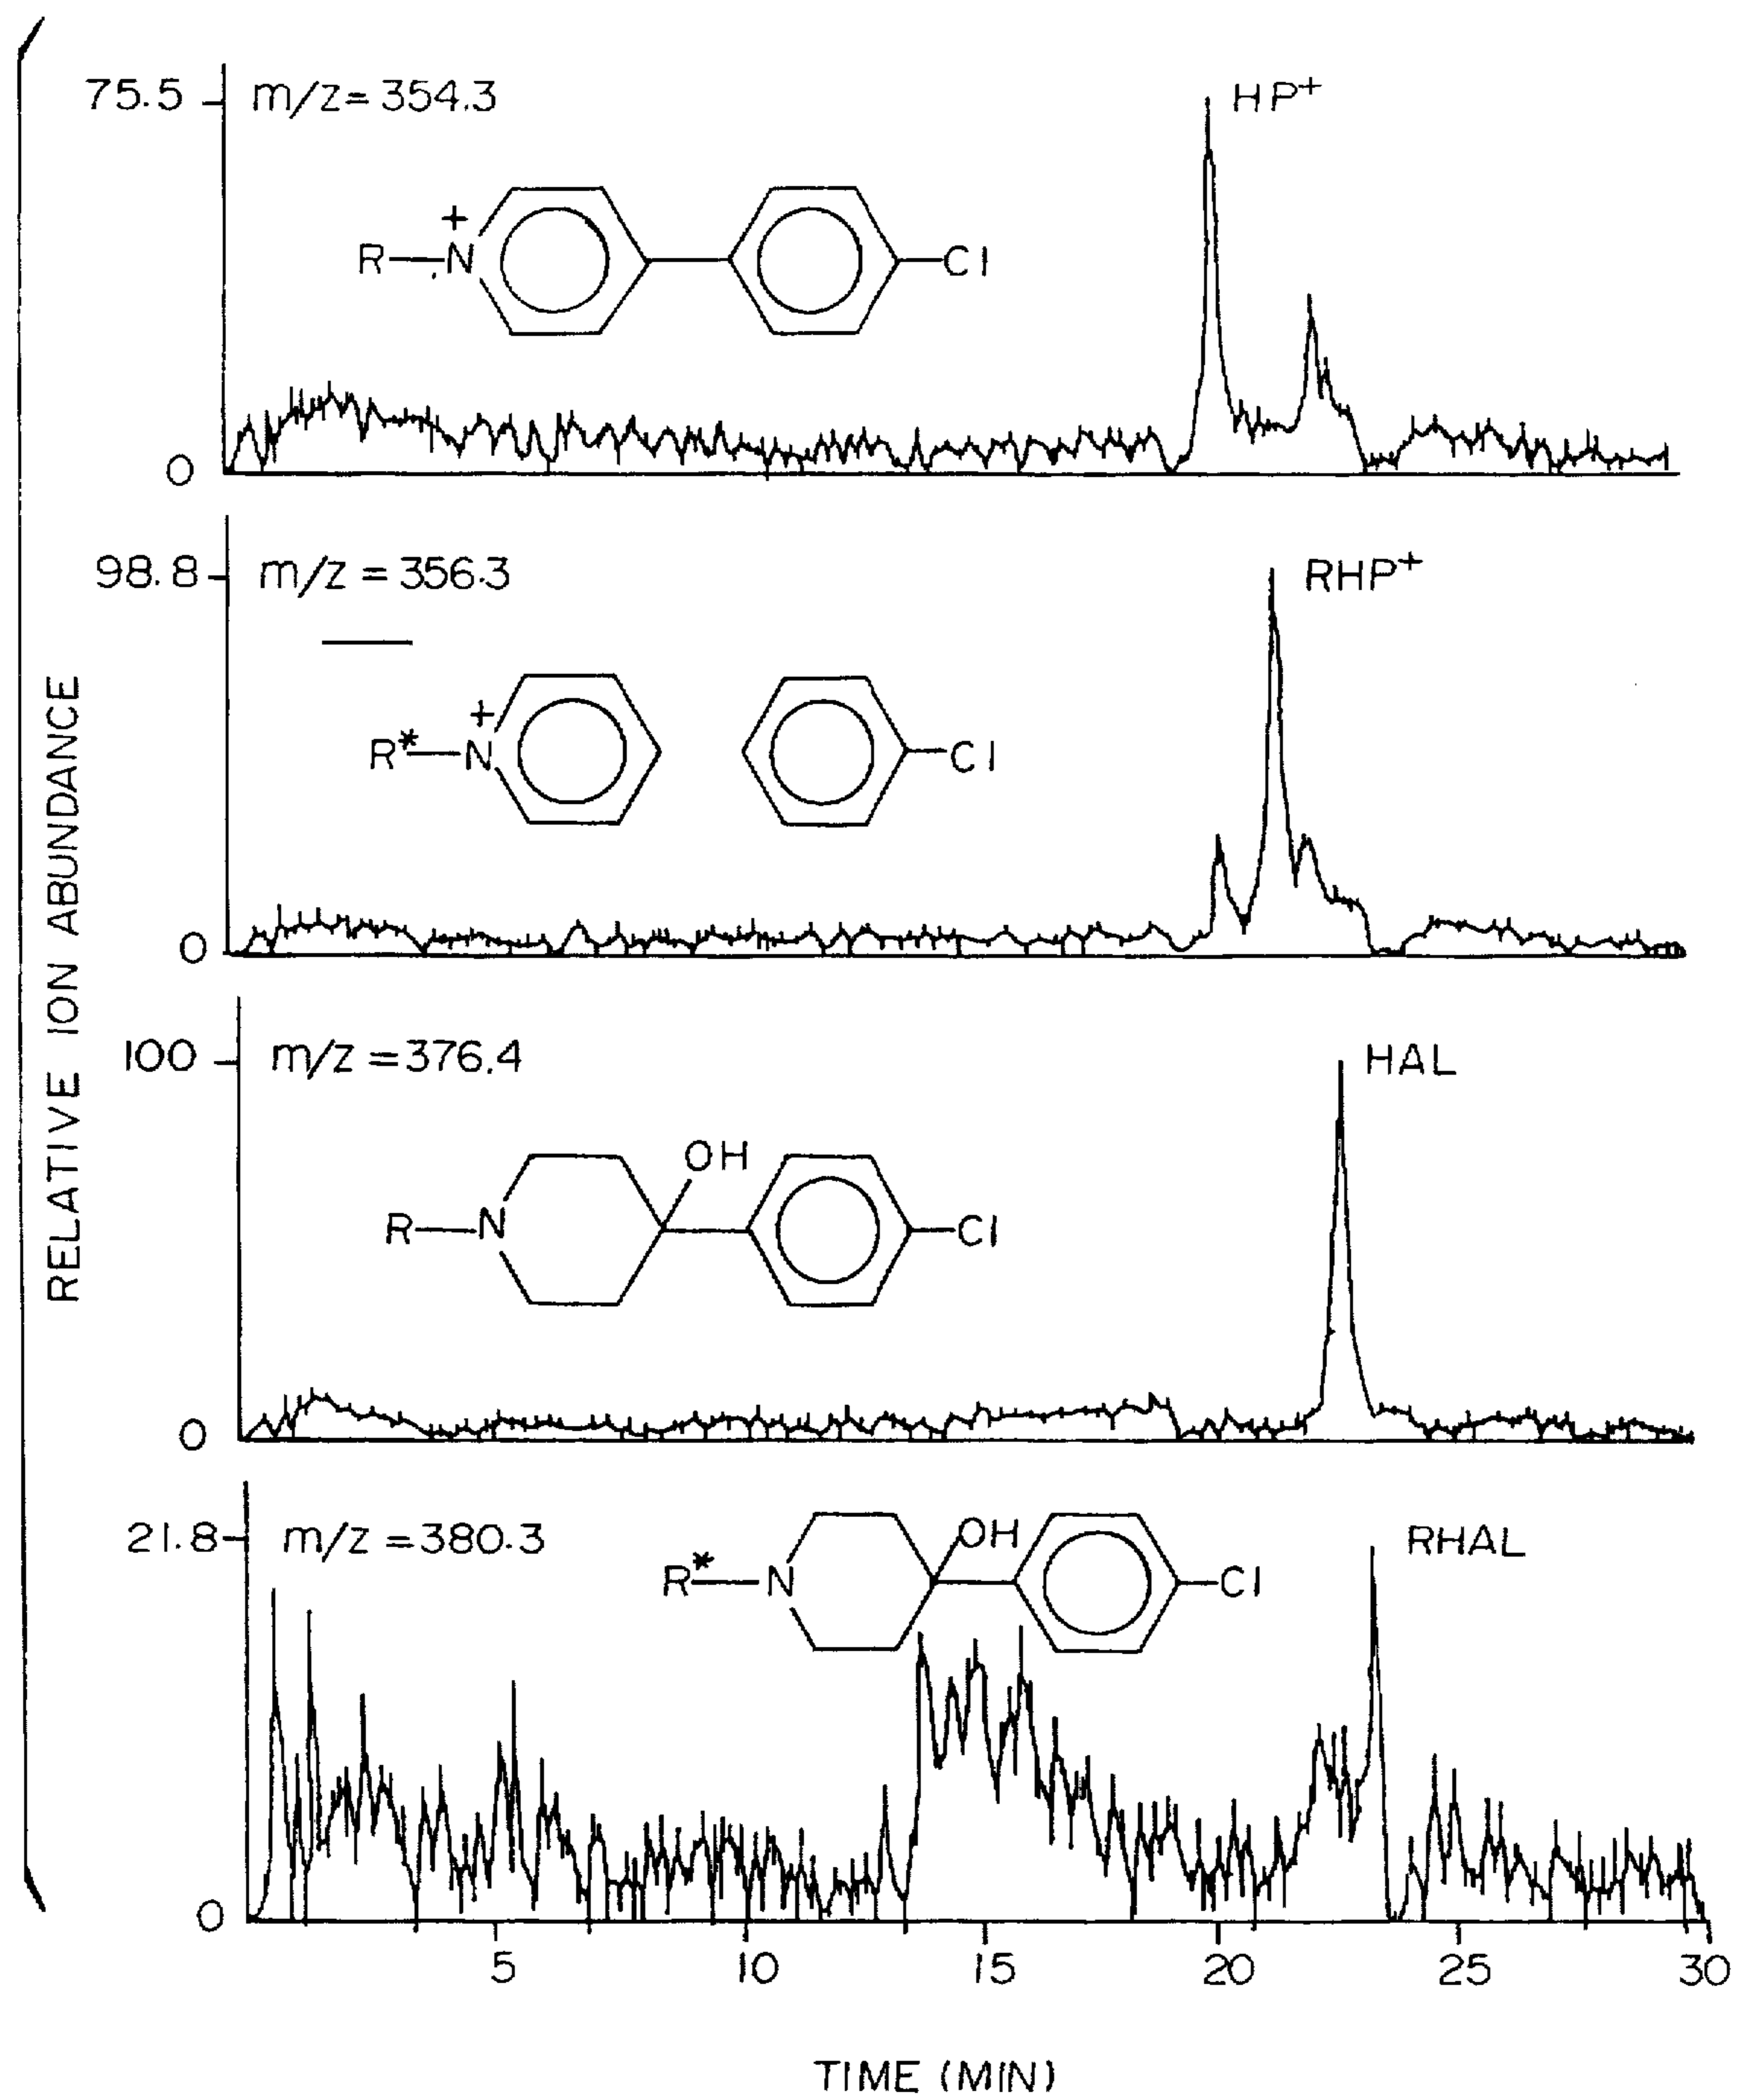 75.5
m/z = 354.3
HP+
+
R—N
Cl
0
98.8
m/z = 356.3
RHP+
+
R*—N
Cl
0
RELATIVE ION ABUNDANCE
100
m/z = 376.4
HAL
OH
R—N
Cl
0
21.8
m/z = 380.3
OH
RHAL
R*—N
Cl
0
5 10 15 20 25 30
TIME (MIN)